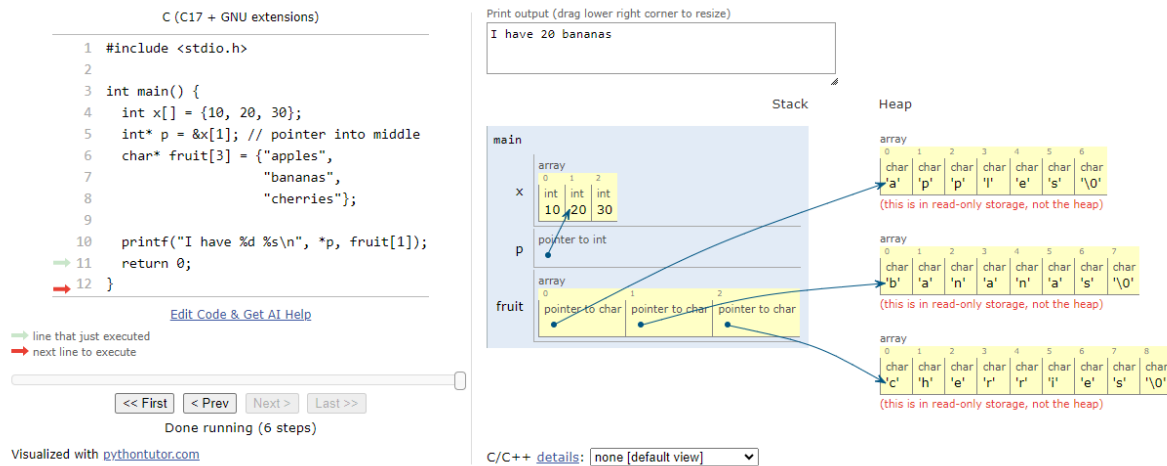 C (C17 + GNU extensions)
1 #include <stdio.h>
2
3 int main() {
4   int x[] = {10, 20, 30};
5   int* p = &x[1]; // pointer into middle
6   char* fruit[3] = {"apples",
7                     "bananas",
8                     "cherries"};
9
10   printf("I have %d %s\n", *p, fruit[1]);
11   return 0;
12 }
Edit Code & Get AI Help
line that just executed
next line to execute
<< First < Prev Next > Last >>
Done running (6 steps)
Visualized with pythontutor.com
Print output (drag lower right corner to resize)
I have 20 bananas
Stack Heap
main
array
0 1 2
x int int int
10 20 30
p pointer to int
array
0 1 2
fruit pointer to char pointer to char pointer to char
array
0 1 2 3 4 5 6
char char char char char char char
'a' 'p' 'p' 'l' 'e' 's' '\0'
(this is in read-only storage, not the heap)
array
0 1 2 3 4 5 6 7
char char char char char char char char
'b' 'a' 'n' 'a' 'n' 'a' 's' '\0'
(this is in read-only storage, not the heap)
array
0 1 2 3 4 5 6 7 8
char char char char char char char char char
'c' 'h' 'e' 'r' 'r' 'i' 'e' 's' '\0'
(this is in read-only storage, not the heap)
C/C++ details: none [default view]